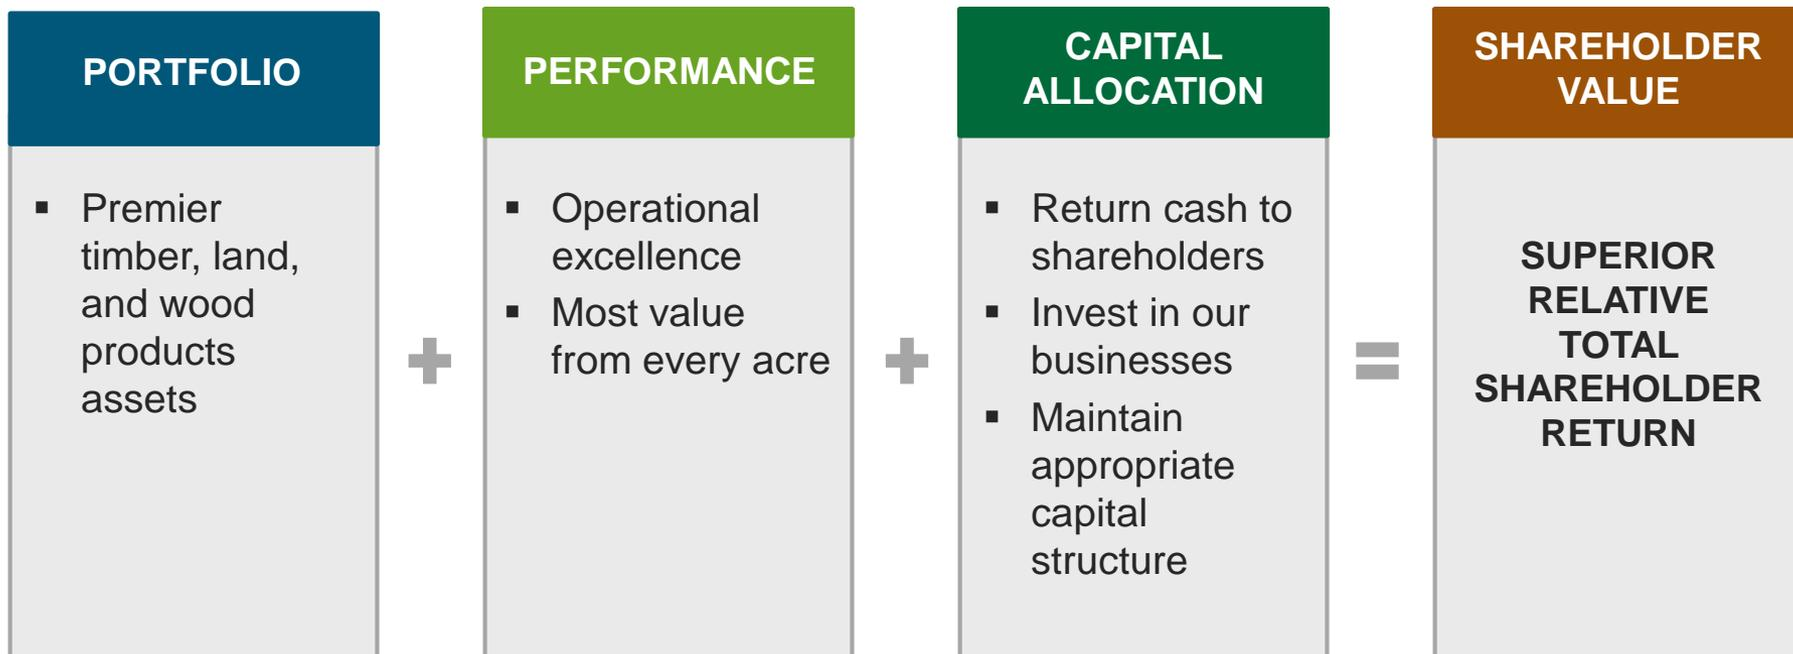 PORTFOLIO
▪ Premier
timber, land,
and wood
products
assets
+
PERFORMANCE
▪ Operational
excellence
▪ Most value
from every acre
+
CAPITAL
ALLOCATION
▪ Return cash to
shareholders
▪ Invest in our
businesses
▪ Maintain
appropriate
capital
structure
=
SHAREHOLDER
VALUE
SUPERIOR
RELATIVE
TOTAL
SHAREHOLDER
RETURN